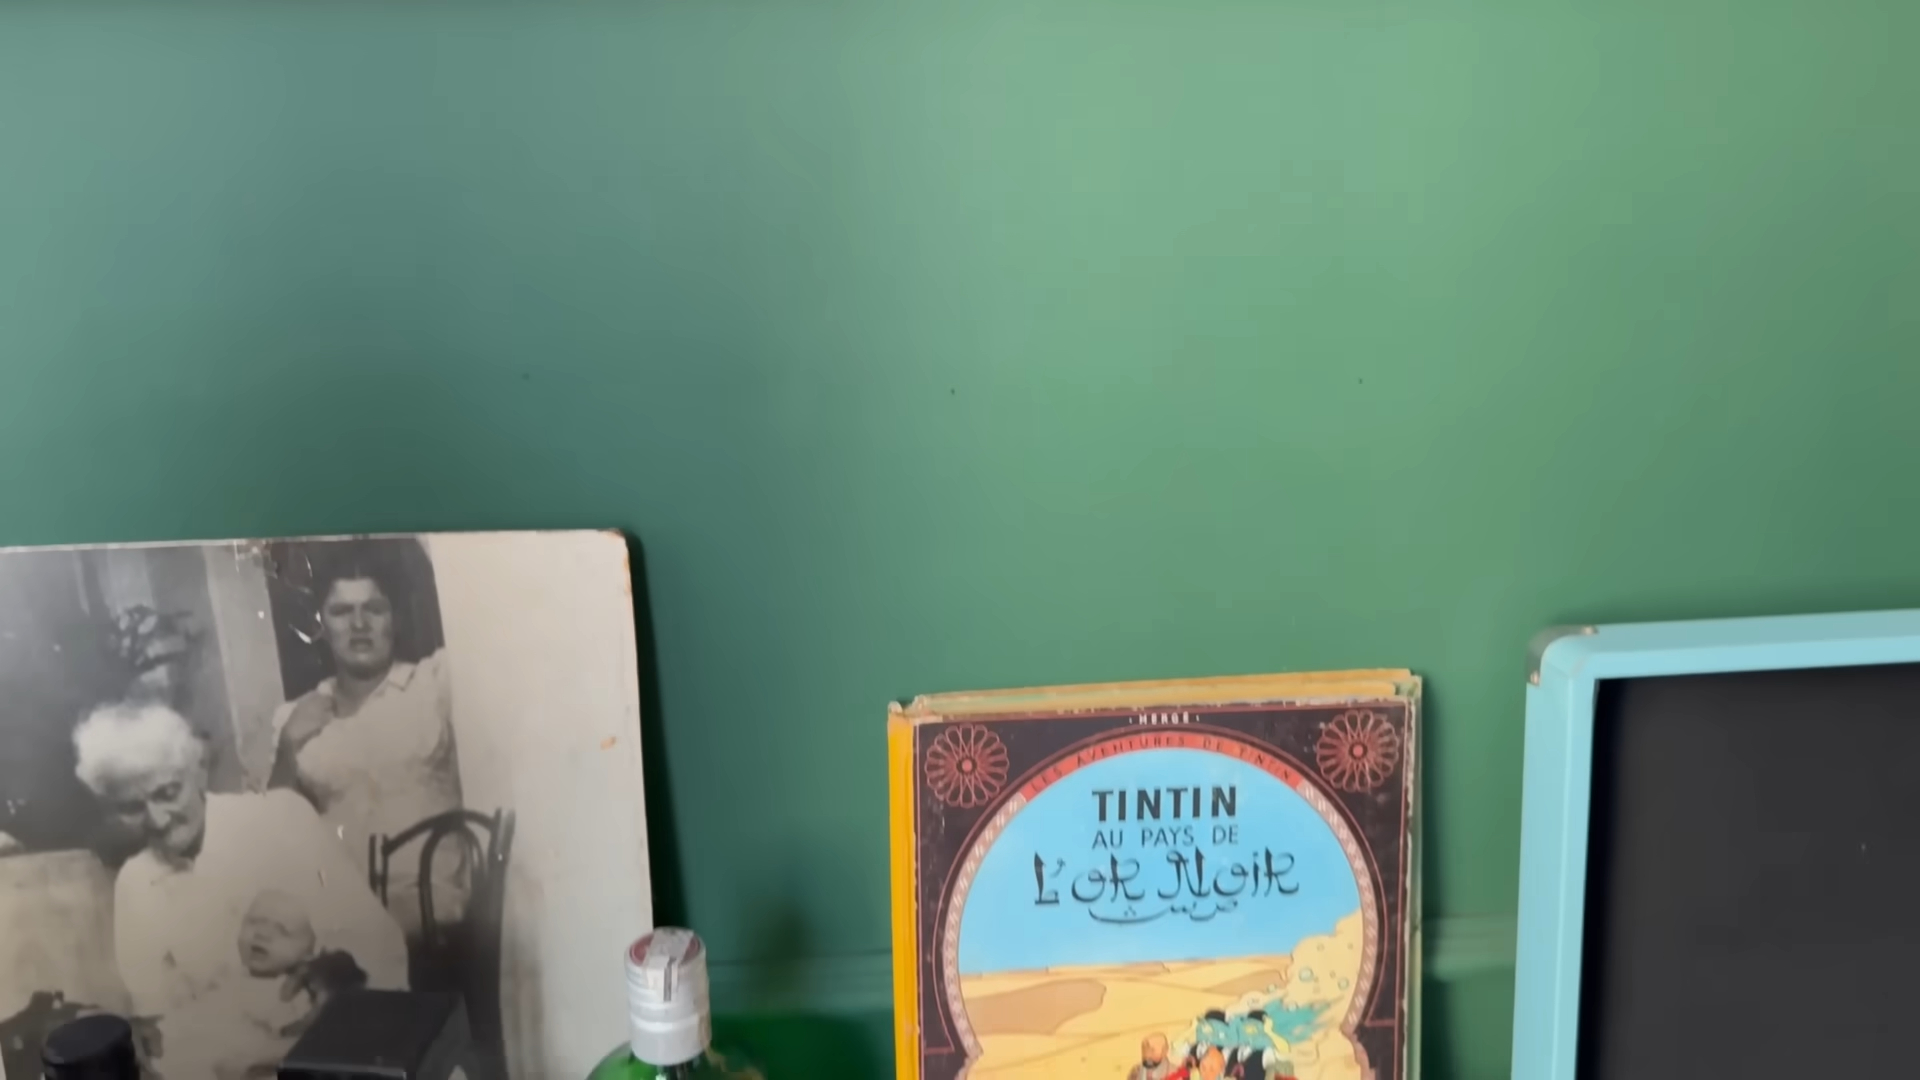 · HERGÉ ·
LES AVENTURES DE TINTIN
TINTIN
AU PAYS DE
L'OR NOIR